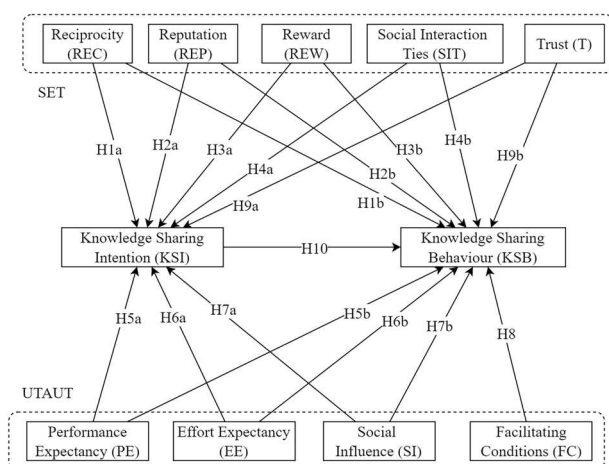 Reciprocity
(REC)
Reputation
(REP)
Reward
(REW)
Social Interaction
Ties (SIT)
Trust (T)
SET
H1a
H2a
H3a
H4a
H9a
H3b
H2b
H1b
H4b
H9b
Knowledge Sharing
Intention (KSI)
H10
Knowledge Sharing
Behaviour (KSB)
H5a
H6a
H7a
H5b
H6b
H7b
H8
UTAUT
Performance
Expectancy (PE)
Effort Expectancy
(EE)
Social
Influence (SI)
Facilitating
Conditions (FC)